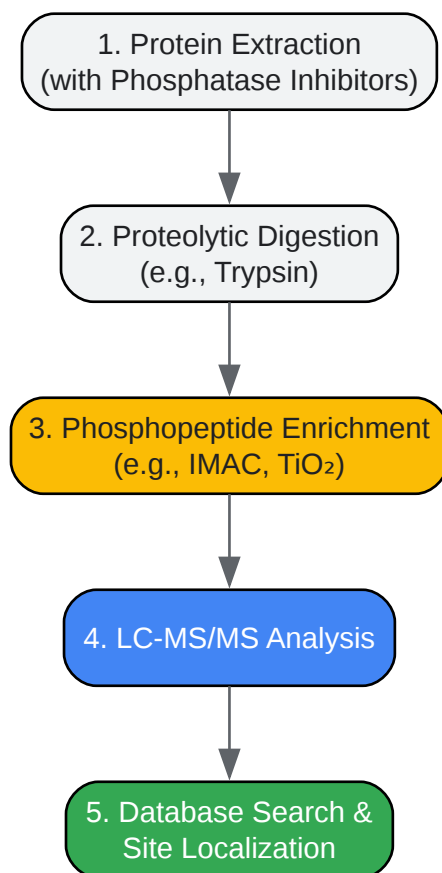 1. Protein Extraction
(with Phosphatase Inhibitors)
2. Proteolytic Digestion
(e.g., Trypsin)
3. Phosphopeptide Enrichment
(e.g., IMAC, TiO₂)
4. LC-MS/MS Analysis
5. Database Search &
Site Localization